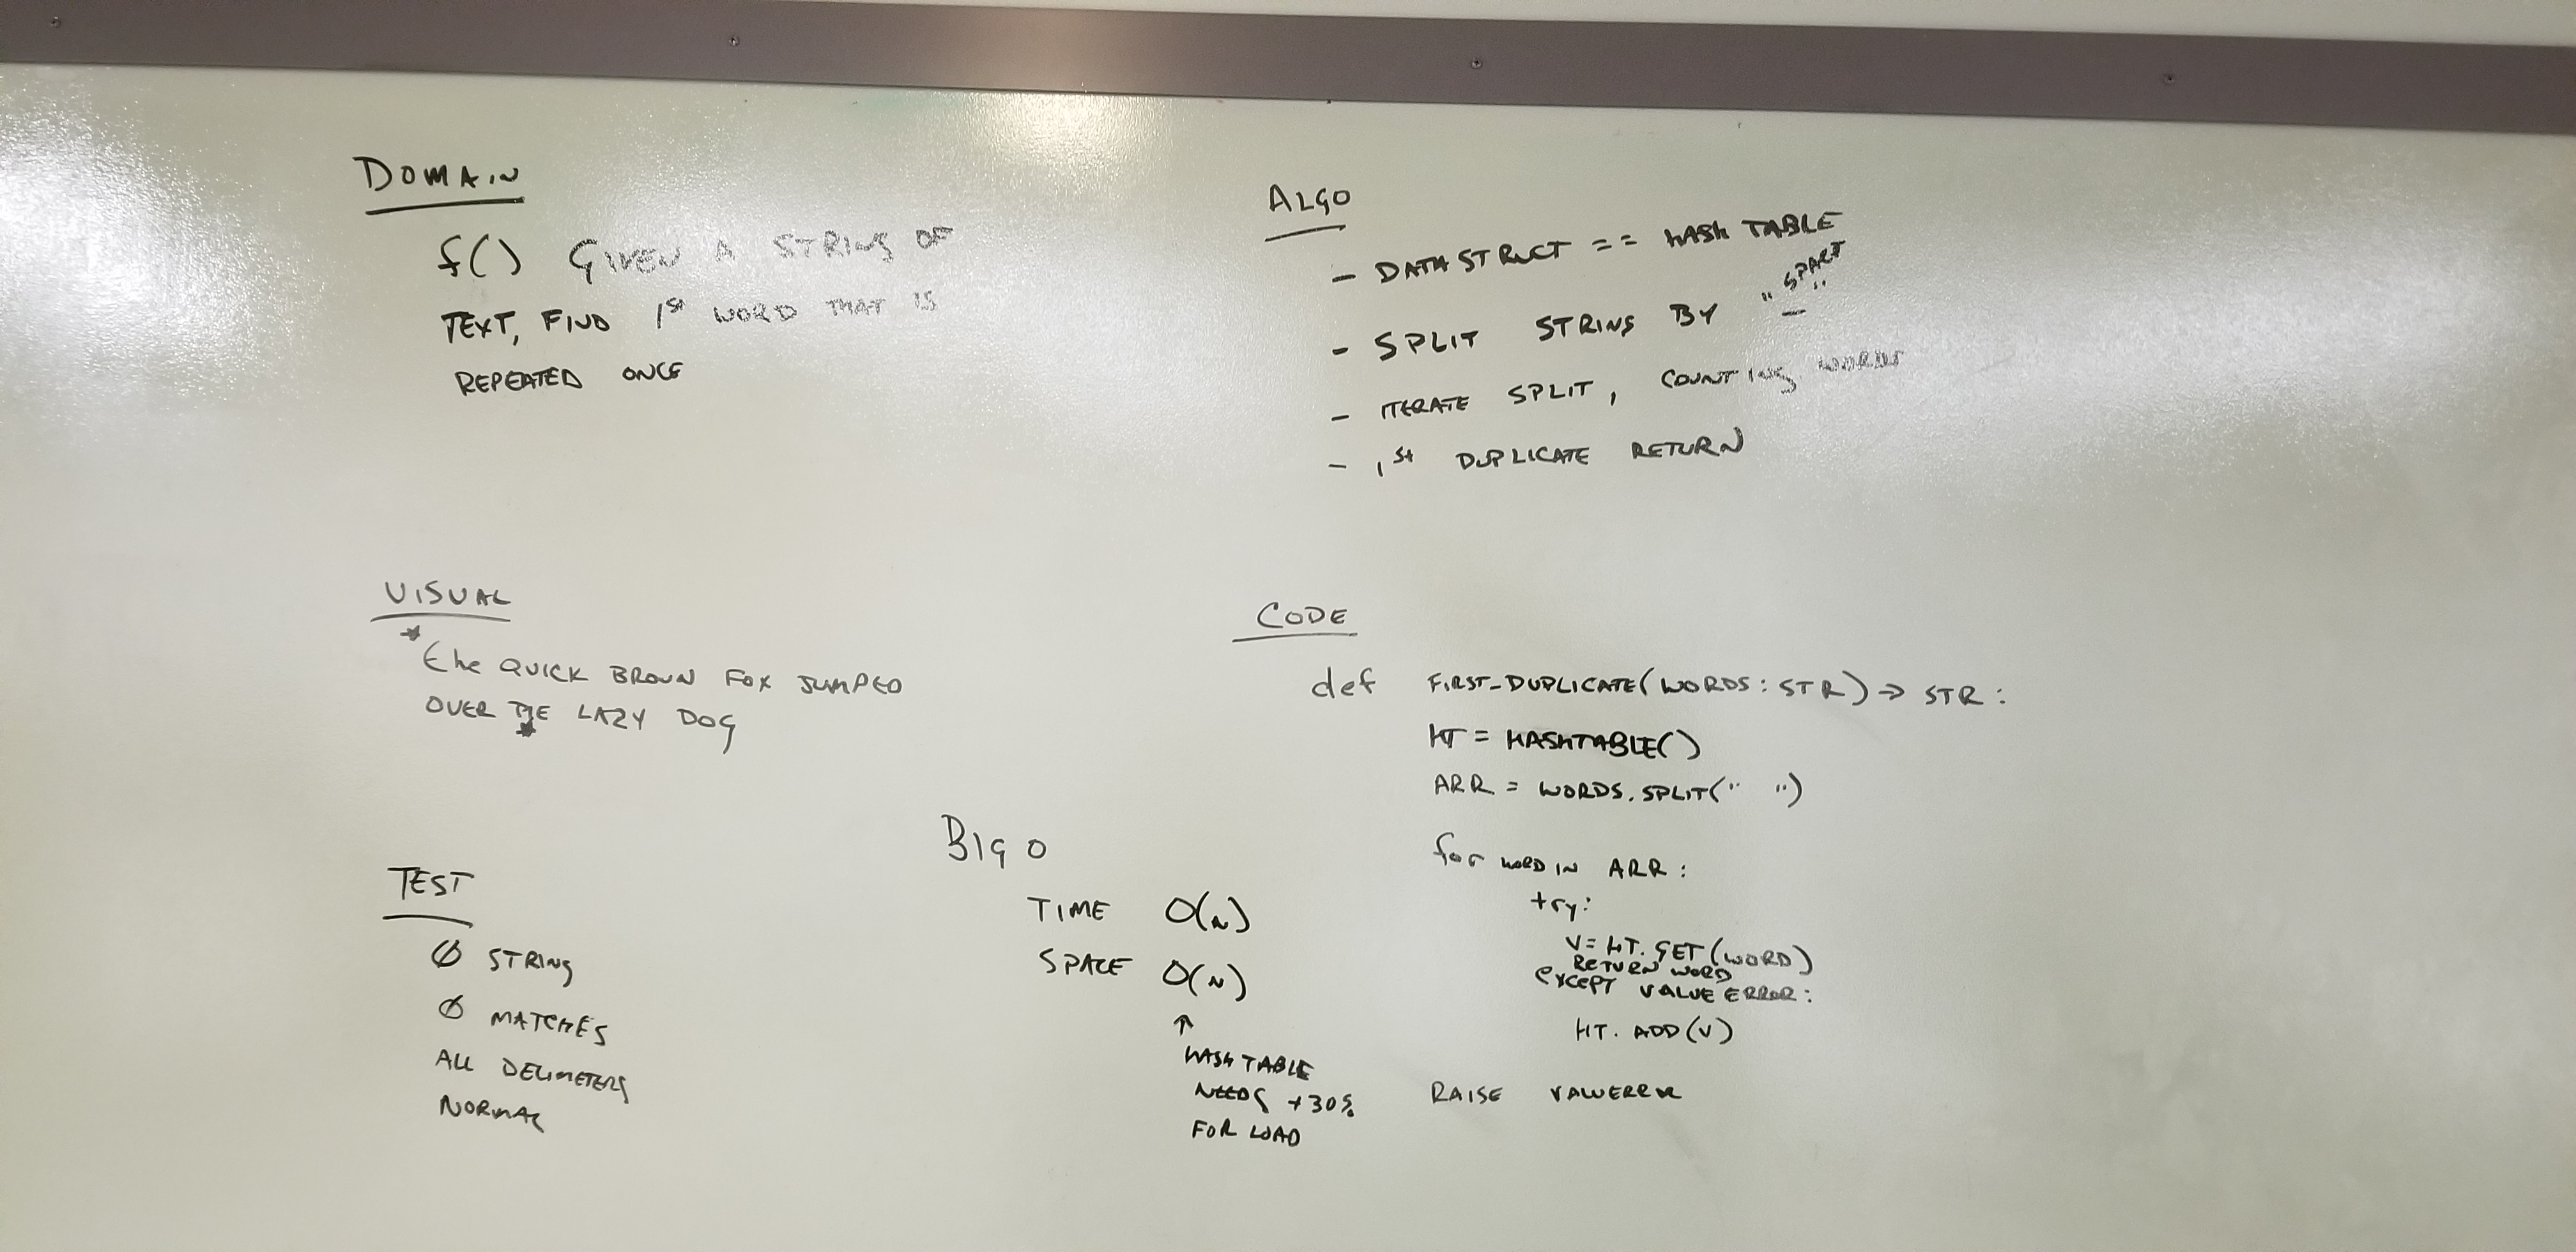 DOMAIN
f() GIVEN A STRING OF
TEXT, FIND 1st WORD THAT IS
REPEATED ONCE
ALGO
- DATA STRUCT == HASH TABLE
- SPLIT STRING BY "SPACE"
- ITERATE SPLIT, COUNTING WORDS
- 1st DUPLICATE RETURN
VISUAL
* the QUICK BROWN FOX JUMPED
OVER THE LAZY DOG
*
TEST
Ø STRING
Ø MATCHES
ALL DELIMETERS
NORMAL
BIG O
TIME O(N)
SPACE O(N)
↑
HASH TABLE
NEEDS +30%
FOR LOAD
CODE
def FIRST_DUPLICATE(WORDS: STR) → STR:
HT = HASHTABLE()
ARR = WORDS.SPLIT(" ")
for WORD IN ARR:
try:
V = HT.GET(WORD)
RETURN WORD
EXCEPT VALUE ERROR:
HT.ADD(V)
RAISE